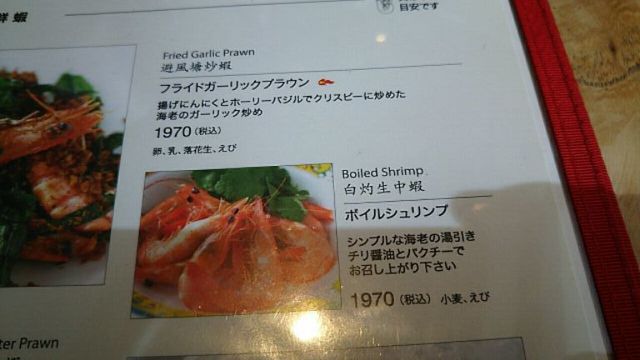 鮮蝦
目安です
Fried Garlic Prawn
避風塘炒蝦
フライドガーリックブラウン
揚げにんにくとホーリーバジルでクリスピーに炒めた
海老のガーリック炒め
1970(税込)
卵、乳、落花生、えび
Boiled Shrimp
白灼生中蝦
ボイルシュリンプ
シンプルな海老の湯引き
チリ醤油とパクチーで
お召し上がり下さい
1970(税込) 小麦、えび
Prawn